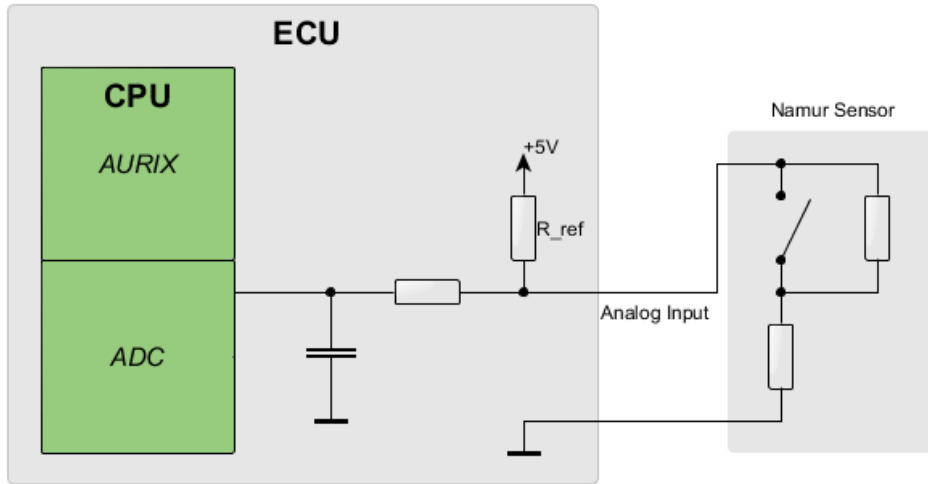 ECU
CPU
AURIX
ADC
+5V
R_ref
Analog Input
Namur Sensor